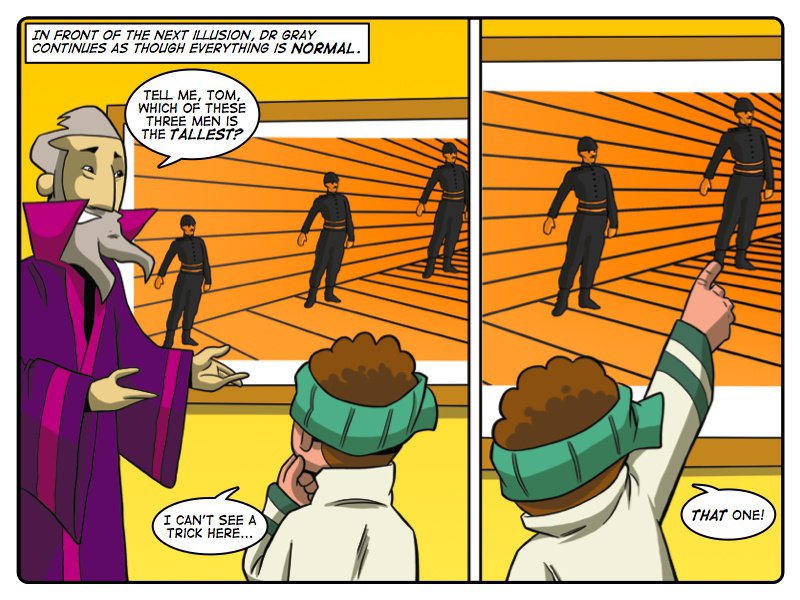 IN FRONT OF THE NEXT ILLUSION, DR GRAY
CONTINUES AS THOUGH EVERYTHING IS NORMAL.
TELL ME, TOM,
WHICH OF THESE
THREE MEN IS
THE TALLEST?
I CAN'T SEE A
TRICK HERE...
THAT ONE!